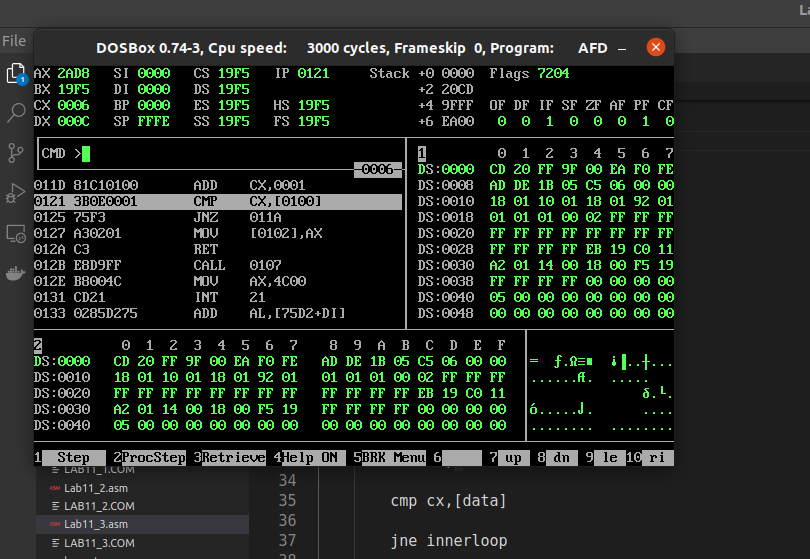 La
File
DOSBox 0.74-3, Cpu speed: 3000 cycles, Frameskip 0, Program: AFD
AX 2AD8 SI 0000 CS 19F5 IP 0121 Stack +0 0000 Flags 7204
BX 19F5 DI 0000 DS 19F5 +2 20CD
CX 0006 BP 0000 ES 19F5 HS 19F5 +4 9FFF OF DF IF SF ZF AF PF CF
DX 000C SP FFFE SS 19F5 FS 19F5 +6 EA00 0 0 1 0 0 0 1 0
CMD >
0006
1 0 1 2 3 4 5 6 7
DS:0000 CD 20 FF 9F 00 EA F0 FE
DS:0008 AD DE 1B 05 C5 06 00 00
DS:0010 18 01 10 01 18 01 92 01
DS:0018 01 01 01 00 02 FF FF FF
DS:0020 FF FF FF FF FF FF FF FF
DS:0028 FF FF FF FF EB 19 C0 11
DS:0030 A2 01 14 00 18 00 F5 19
DS:0038 FF FF FF FF 00 00 00 00
DS:0040 05 00 00 00 00 00 00 00
DS:0048 00 00 00 00 00 00 00 00
011D 81C10100 ADD CX,0001
0121 3B0E0001 CMP CX,[0100]
0125 75F3 JNZ 011A
0127 A30201 MOV [0102],AX
012A C3 RET
012B E8D9FF CALL 0107
012E B8004C MOV AX,4C00
0131 CD21 INT 21
0133 0285D275 ADD AL,[75D2+DI]
2 0 1 2 3 4 5 6 7 8 9 A B C D E F
DS:0000 CD 20 FF 9F 00 EA F0 FE AD DE 1B 05 C5 06 00 00
DS:0010 18 01 10 01 18 01 92 01 01 01 01 00 02 FF FF FF
DS:0020 FF FF FF FF FF FF FF FF FF FF FF FF EB 19 C0 11
DS:0030 A2 01 14 00 18 00 F5 19 FF FF FF FF 00 00 00 00
DS:0040 05 00 00 00 00 00 00 00 00 00 00 00 00 00 00 00
1 Step 2ProcStep 3Retrieve 4Help ON 5BRK Menu 6 7 up 8 dn 9 le 10 ri
LAB11_1.COM
Lab11_2.asm
LAB11_2.COM
Lab11_3.asm
LAB11_3.COM
34
35 cmp cx,[data]
36
37 jne innerloop
38